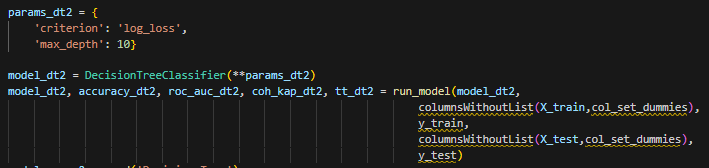 params_dt2 = {
'criterion': 'log_loss',
'max_depth': 10}
model_dt2 = DecisionTreeClassifier(**params_dt2)
model_dt2, accuracy_dt2, roc_auc_dt2, coh_kap_dt2, tt_dt2 = run_model(model_dt2,
columnsWithoutList(X_train,col_set_dummies),
y_train,
columnsWithoutList(X_test,col_set_dummies),
y_test)